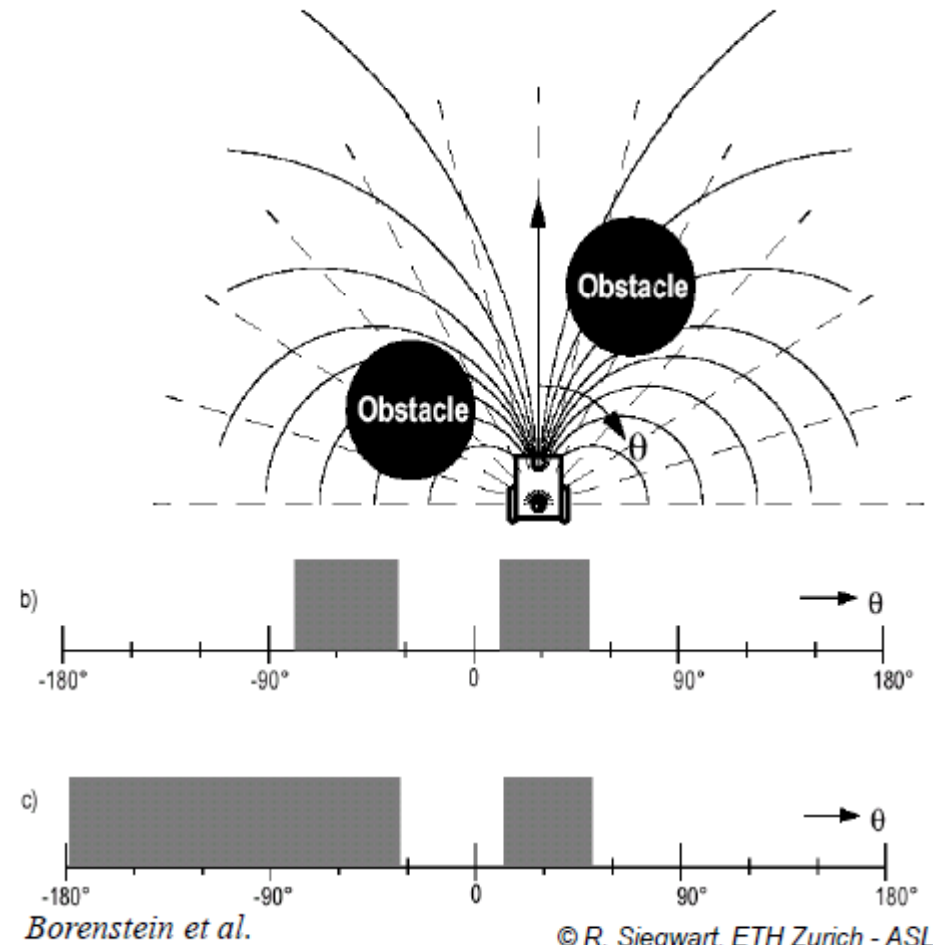 Obstacle
Obstacle
θ
b)
θ
-180° -90° 0 90° 180°
c)
θ
-180° -90° 0 90° 180°
Borenstein et al.
© R. Siegwart, ETH Zurich - ASL